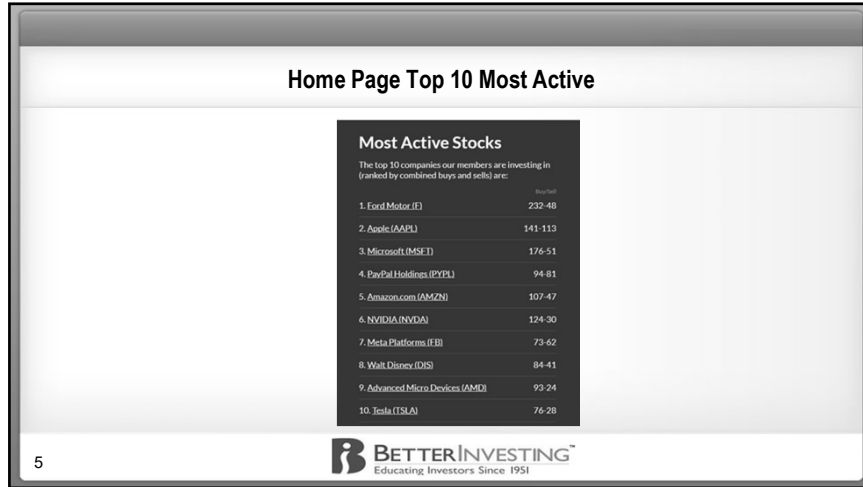 Home Page Top 10 Most Active
Most Active Stocks
The top 10 companies our members are investing in
(ranked by combined buys and sells) are:
Buy/Sell
1. Ford Motor (F) 232-48
2. Apple (AAPL) 141-113
3. Microsoft (MSFT) 176-51
4. PayPal Holdings (PYPL) 94-81
5. Amazon.com (AMZN) 107-47
6. NVIDIA (NVDA) 124-30
7. Meta Platforms (FB) 73-62
8. Walt Disney (DIS) 84-41
9. Advanced Micro Devices (AMD) 93-24
10. Tesla (TSLA) 76-28
5
BETTERINVESTING™
Educating Investors Since 1951